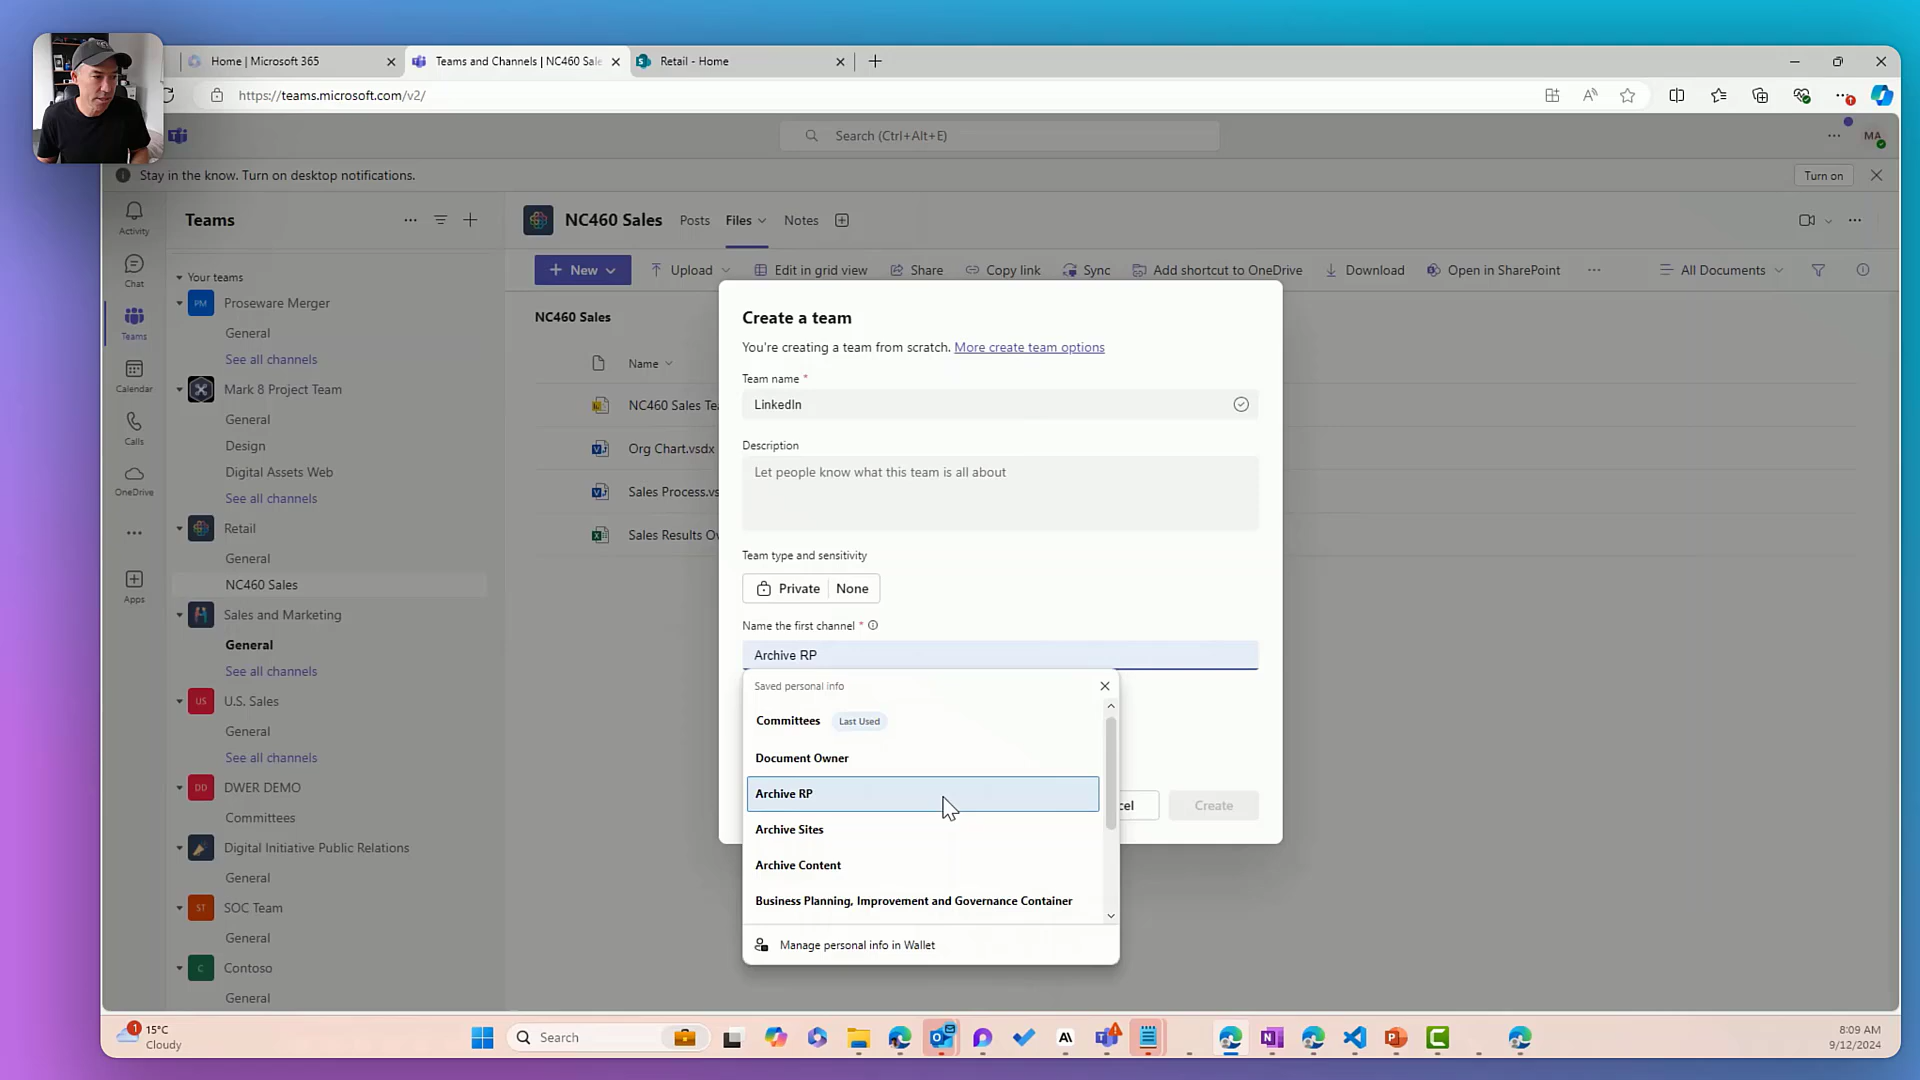 Home | Microsoft 365
Teams and Channels | NC460 Sale
Retail - Home
https://teams.microsoft.com/v2/
Search (Ctrl+Alt+E)
MA
Stay in the know. Turn on desktop notifications.
Turn on
Activity
Chat
Teams
Calendar
Calls
OneDrive
Apps
Teams
Your teams
PM Proseware Merger
General
See all channels
Mark 8 Project Team
General
Design
Digital Assets Web
See all channels
Retail
General
NC460 Sales
Sales and Marketing
General
See all channels
US U.S. Sales
General
See all channels
DD DWER DEMO
Committees
Digital Initiative Public Relations
General
ST SOC Team
General
C Contoso
General
NC460 Sales Posts Files Notes
New Upload Edit in grid view Share Copy link Sync Add shortcut to OneDrive Download Open in SharePoint All Documents
NC460 Sales
Name
NC460 Sales Te
Org Chart.vsdx
Sales Process.vs
Sales Results Ov
Create a team
You're creating a team from scratch. More create team options
Team name *
LinkedIn
Description
Let people know what this team is all about
Team type and sensitivity
Private None
Name the first channel *
Archive RP
Saved personal info
Committees Last Used
Document Owner
Archive RP
Archive Sites
Archive Content
Business Planning, Improvement and Governance Container
Manage personal info in Wallet
cel
Create
1 15°C
Cloudy
Search
8:09 AM
9/12/2024